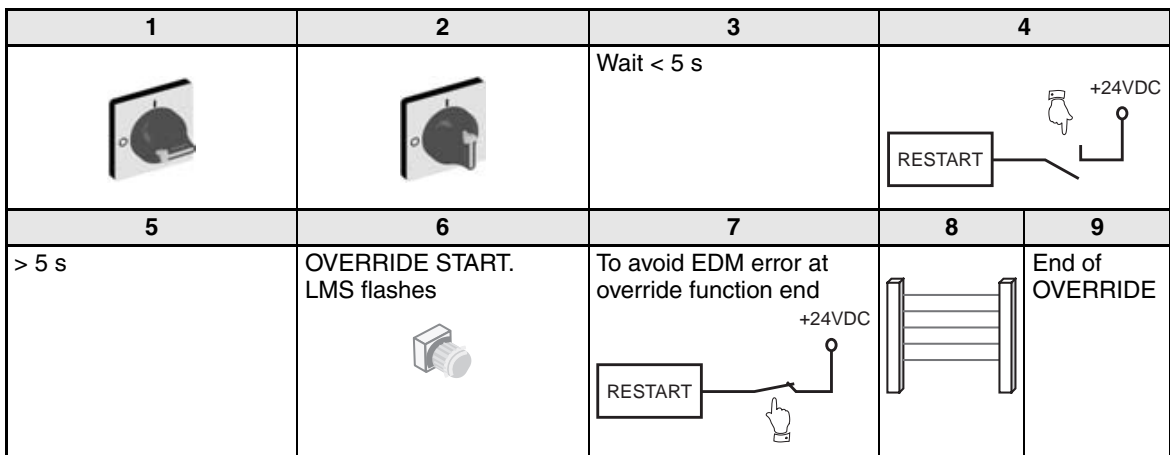 1
2
3
4
I
O
I
O
Wait < 5 s
+24VDC
RESTART
5
6
7
8
9
> 5 s
OVERRIDE START.
LMS flashes
To avoid EDM error at
override function end
+24VDC
RESTART
End of
OVERRIDE